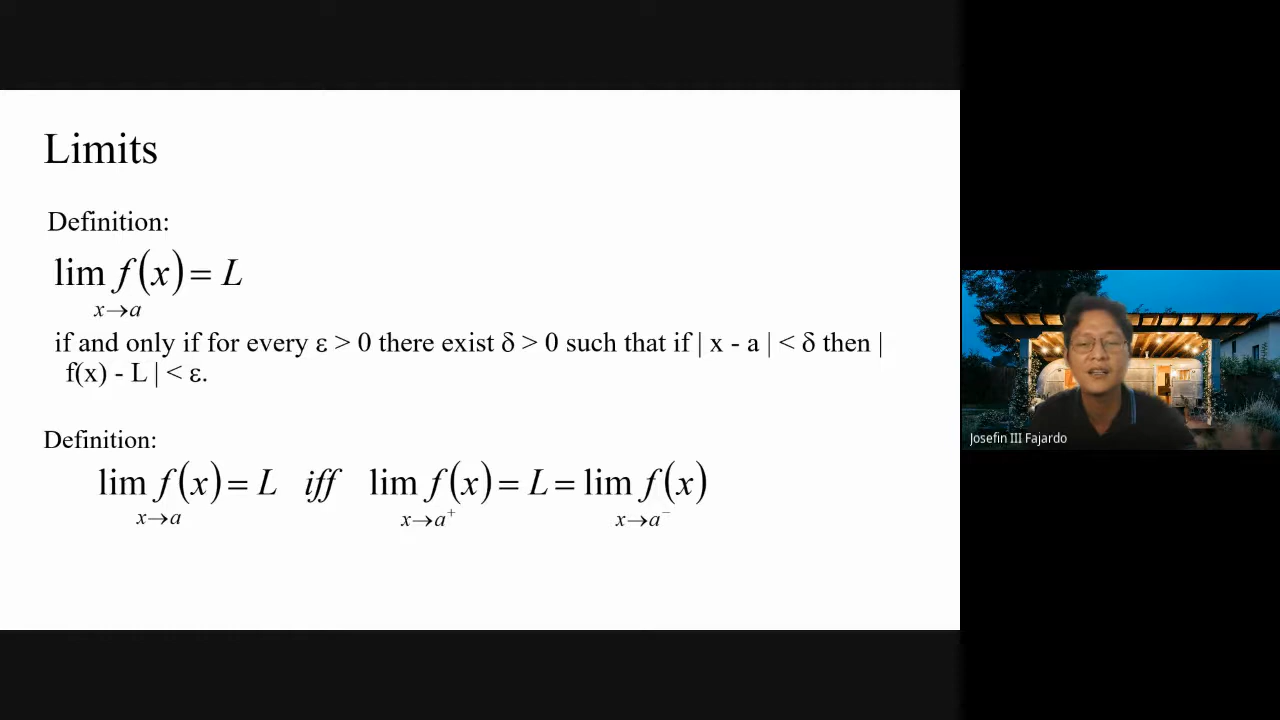 Limits
Definition:
lim f(x) = L
x→a
if and only if for every ε > 0 there exist δ > 0 such that if | x - a | < δ then |
f(x) - L | < ε.
Definition:
lim f(x) = L iff lim f(x) = L = lim f(x)
x→a x→a⁺ x→a⁻
Josefin III Fajardo